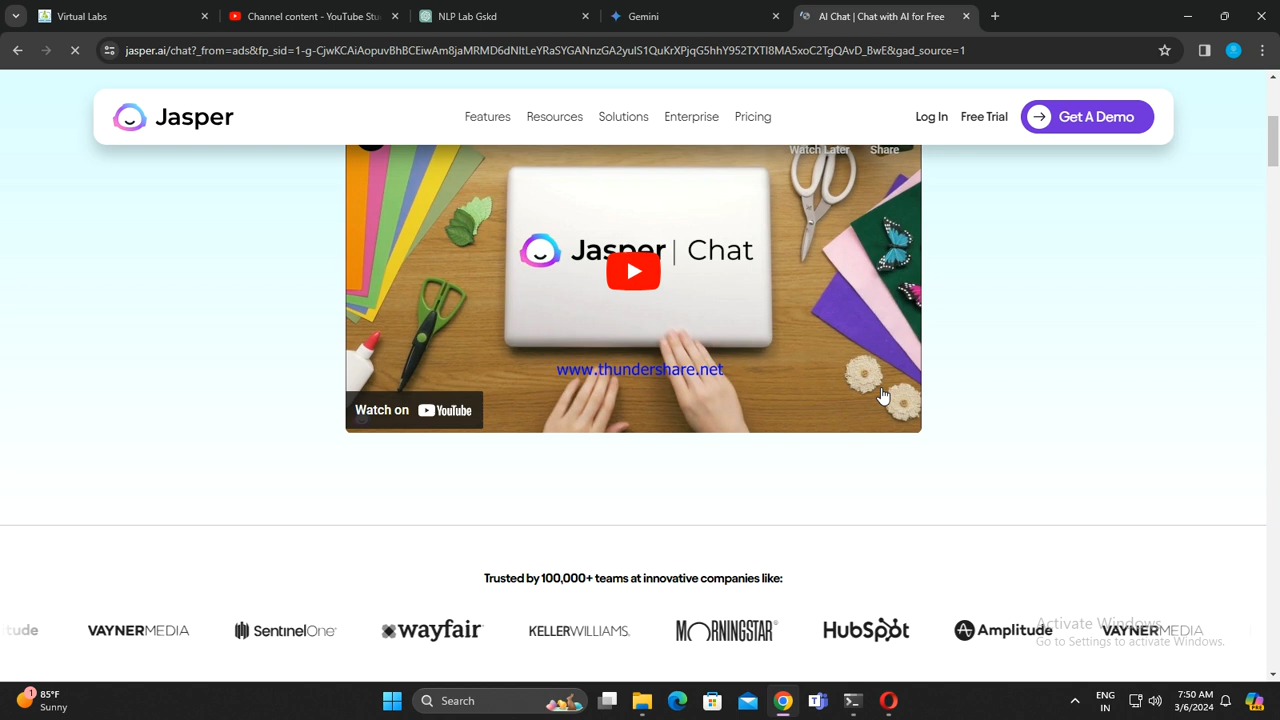 Virtual Labs
Channel content - YouTube Stu
NLP Lab Gskd
Gemini
AI Chat | Chat with AI for Free
jasper.ai/chat?_from=ads&fp_sid=1-g-CjwKCAiAopuvBhBCEiwAm8jaMRMD6dNItLeYRaSYGANnzGA2yuIS1QuKrXPjqG5hhY952TXTI8MA5xoC2TgQAvD_BwE&gad_source=1
Jasper
Features
Resources
Solutions
Enterprise
Pricing
Log In
Free Trial
Get A Demo
Watch Later
Share
Jasper | Chat
www.thundershare.net
Watch on YouTube
Trusted by 100,000+ teams at innovative companies like:
itude
VAYNERMEDIA
SentinelOne
wayfair
KELLERWILLIAMS.
MORNINGSTAR
HubSpot
Amplitude
VAYNERMEDIA
Activate Windows
Go to Settings to activate Windows.
1
85°F
Sunny
Search
ENG
IN
7:50 AM
3/6/2024
PRE